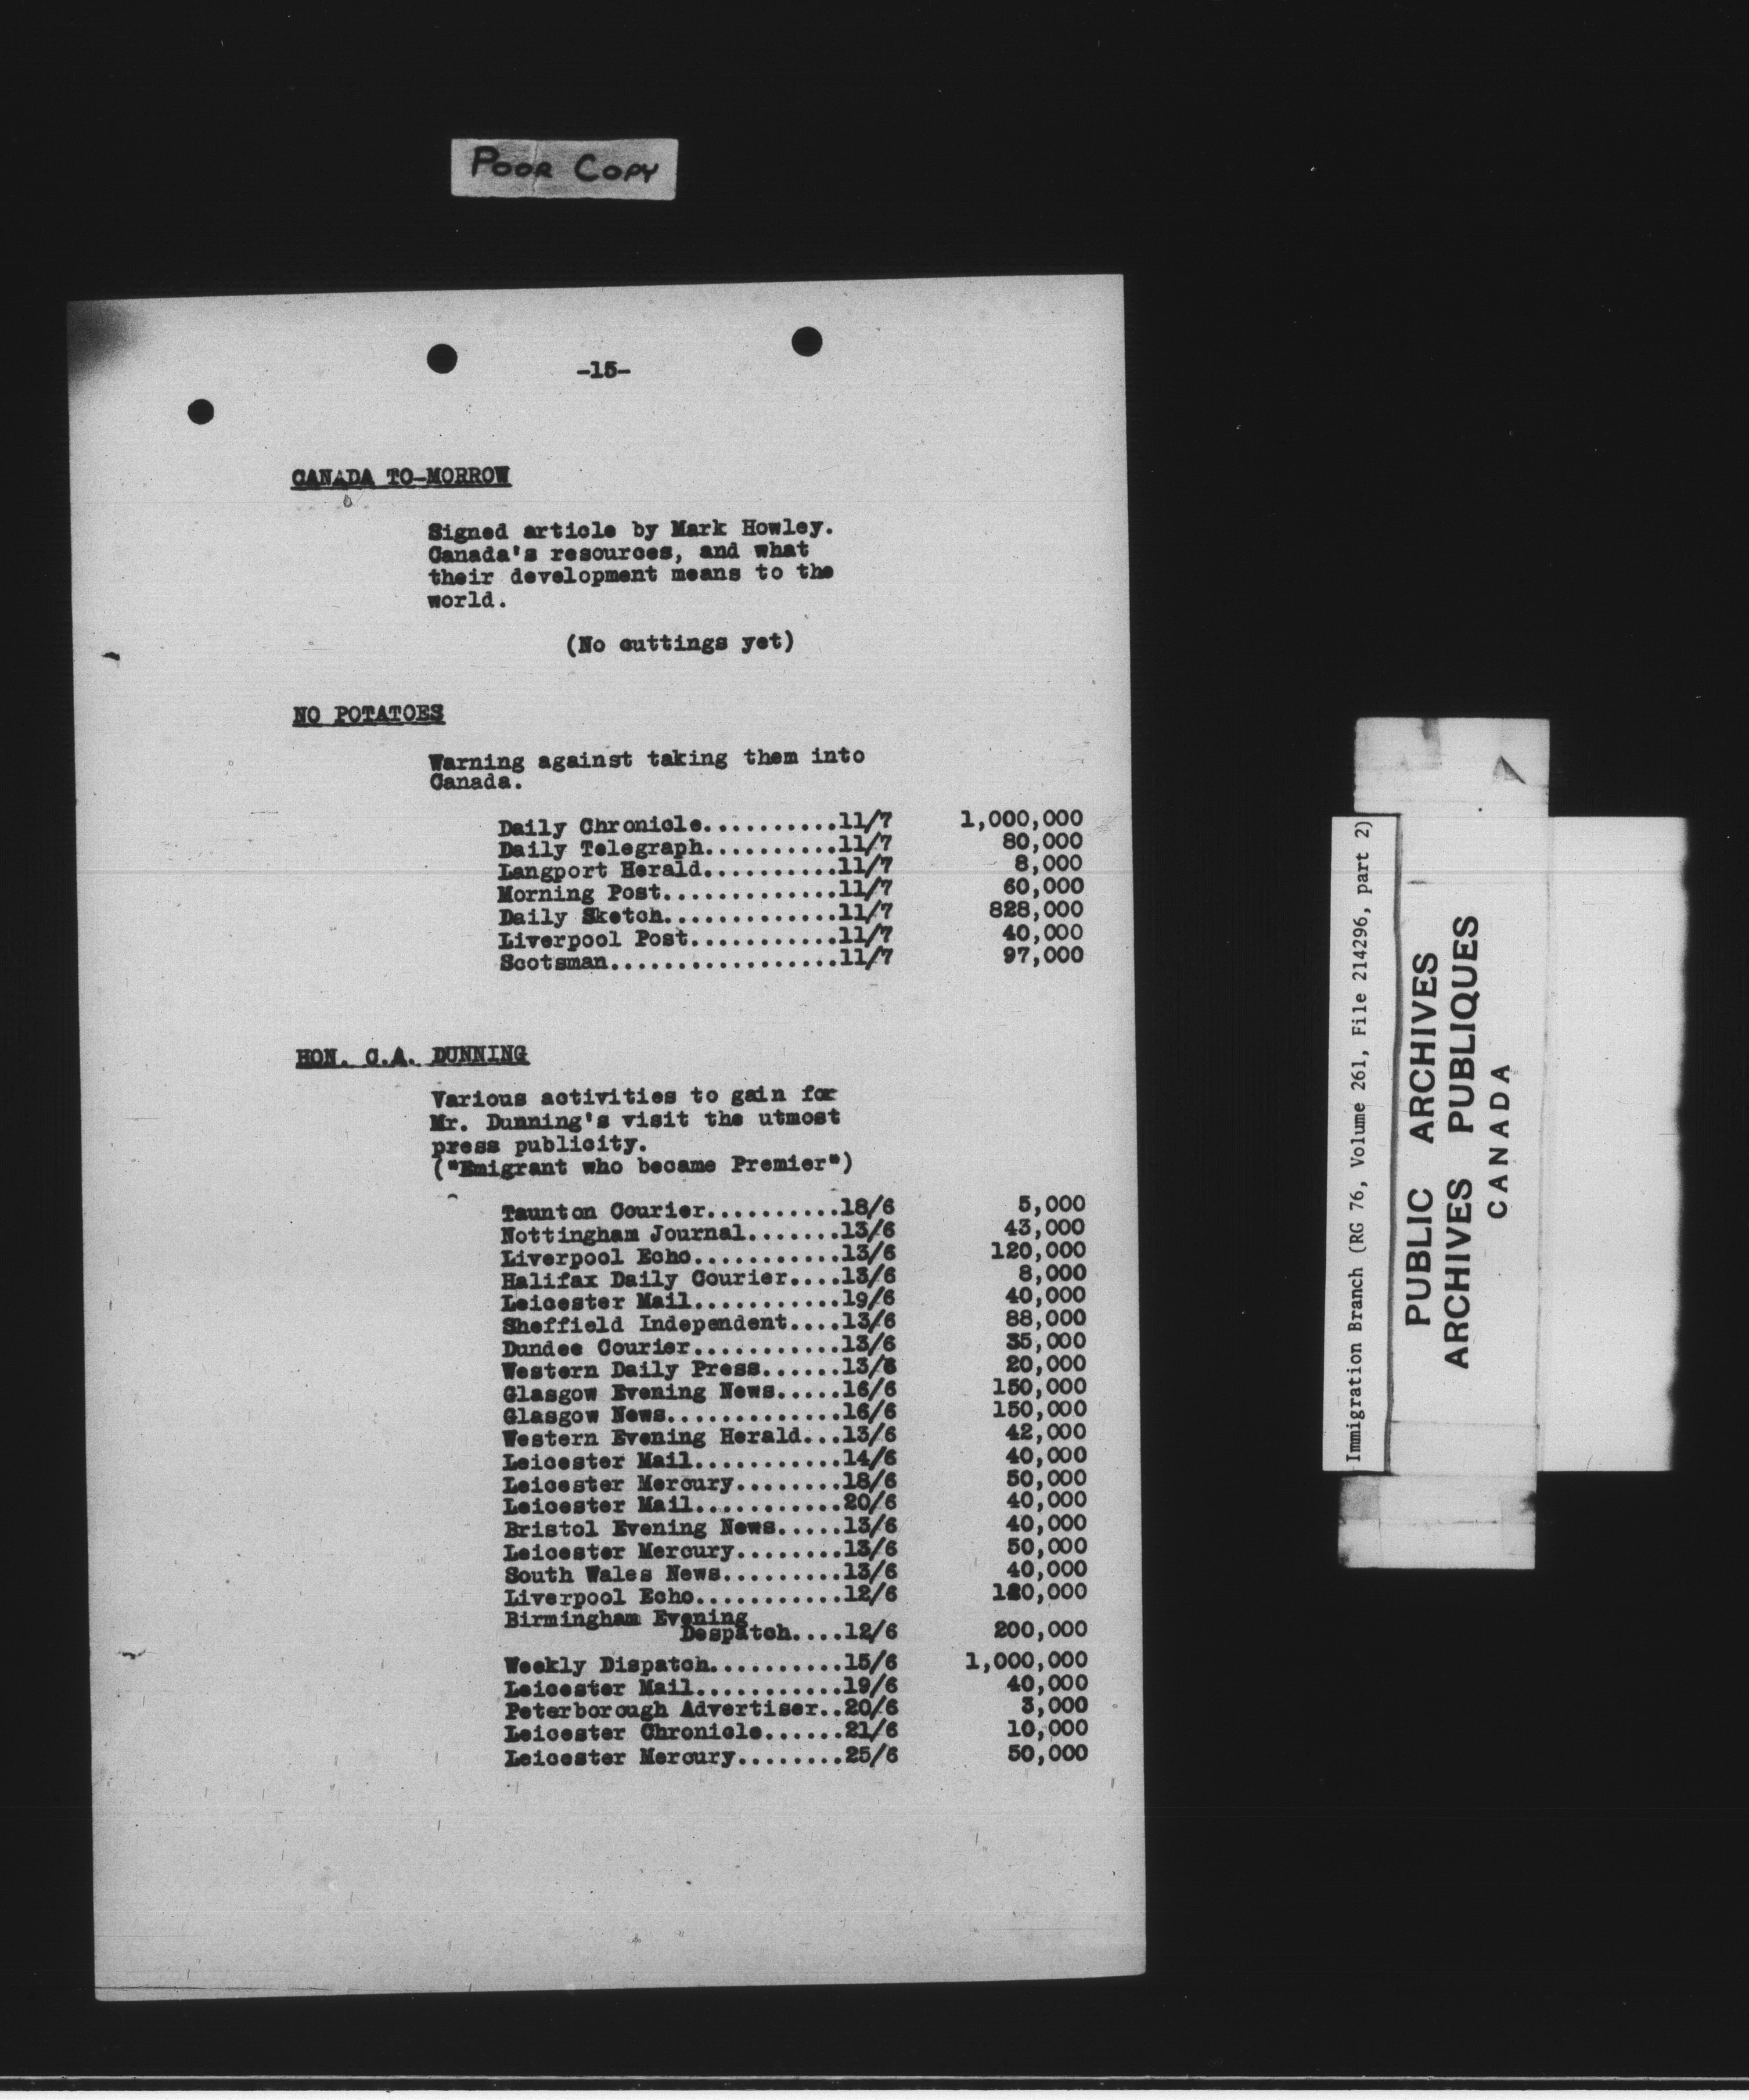 POOR COPY
-15-
CANADA TO-MORROW
Signed article by Mark Howley.
Canada's resources, and what
their development means to the
world.
(No cuttings yet)
NO POTATOES
Warning against taking them into
Canada.
Daily Chronicle..........11/7 1,000,000
Daily Telegraph..........11/7 80,000
Langport Herald..........11/7 8,000
Morning Post.............11/7 60,000
Daily Sketch.............11/7 828,000
Liverpool Post...........11/7 40,000
Scotsman.................11/7 97,000
HON. C.A. DUNNING
Various activities to gain for
Mr. Dunning's visit the utmost
press publicity.
("Emigrant who became Premier")
Taunton Courier..........18/6 5,000
Nottingham Journal.......13/6 43,000
Liverpool Echo...........13/6 120,000
Halifax Daily Courier....13/6 8,000
Leicester Mail...........19/6 40,000
Sheffield Independent....13/6 88,000
Dundee Courier...........13/6 35,000
Western Daily Press......13/6 20,000
Glasgow Evening News.....16/6 150,000
Glasgow News.............16/6 150,000
Western Evening Herald...13/6 42,000
Leicester Mail...........14/6 40,000
Leicester Mercury........18/6 50,000
Leicester Mail...........20/6 40,000
Bristol Evening News.....13/6 40,000
Leicester Mercury........13/6 50,000
South Wales News.........13/6 40,000
Liverpool Echo...........12/6 120,000
Birmingham Evening
Despatch....12/6 200,000
Weekly Dispatch..........15/6 1,000,000
Leicester Mail...........19/6 40,000
Peterborough Advertiser..20/6 3,000
Leicester Chronicle......21/6 10,000
Leicester Mercury........25/6 50,000
Immigration Branch (RG 76, Volume 261, File 214296, part 2)
PUBLIC ARCHIVES
ARCHIVES PUBLIQUES
CANADA